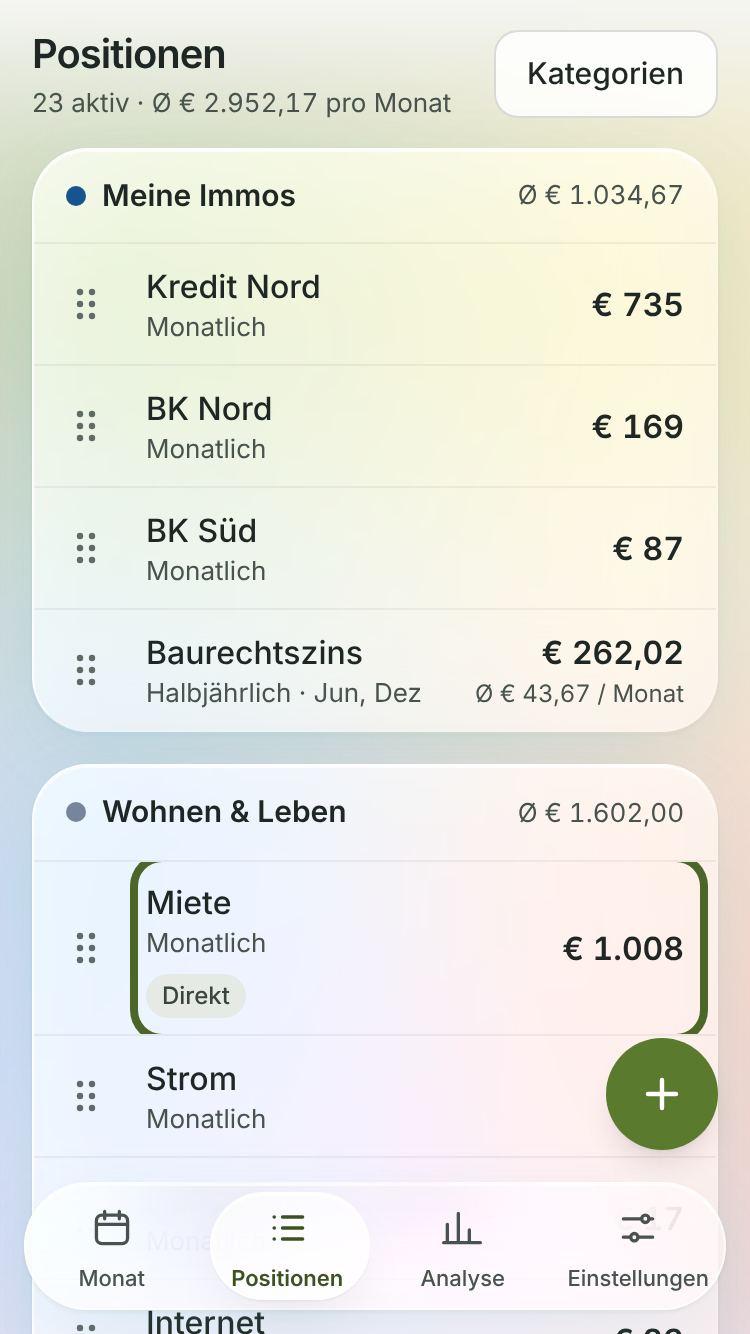 Positionen
Kategorien
23 aktiv · Ø € 2.952,17 pro Monat
Meine Immos
Ø € 1.034,67
Kredit Nord
Monatlich
€ 735
BK Nord
Monatlich
€ 169
BK Süd
Monatlich
€ 87
Baurechtszins
€ 262,02
Halbjährlich · Jun, Dez
Ø € 43,67 / Monat
Wohnen & Leben
Ø € 1.602,00
Miete
Monatlich
€ 1.008
Direkt
Strom
Monatlich
Monat
Positionen
Analyse
Einstellungen
Internet